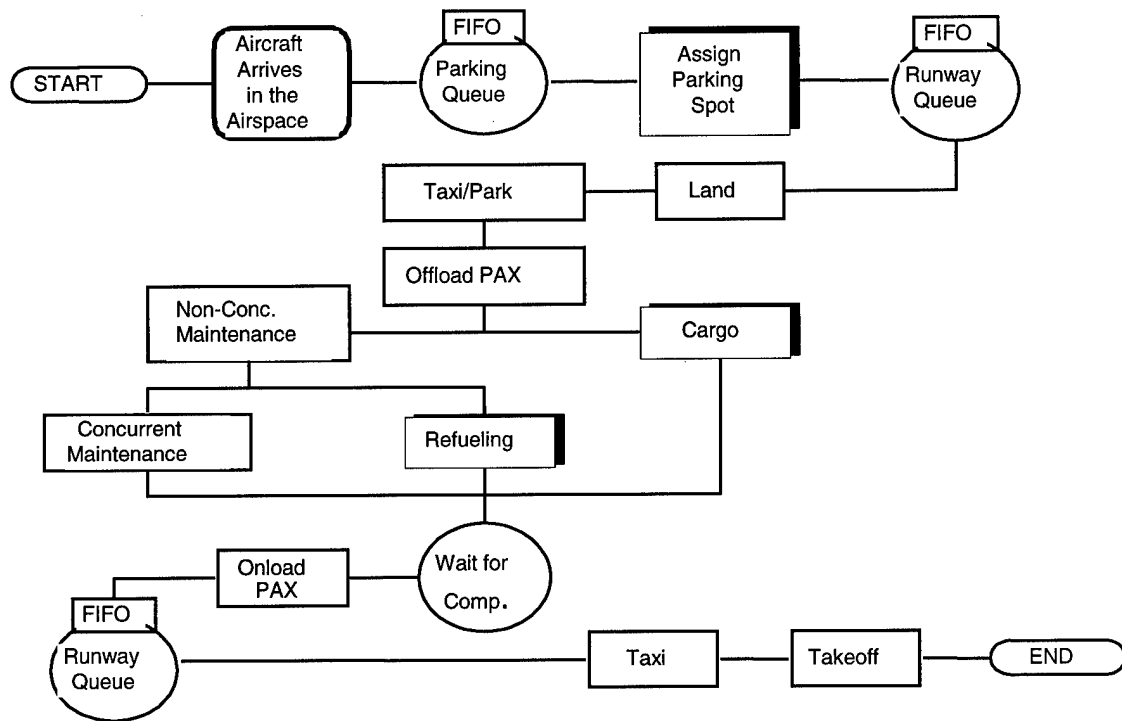 START
Aircraft
Arrives
in the
Airspace
FIFO
Parking
Queue
Assign
Parking
Spot
FIFO
Runway
Queue
Taxi/Park
Land
Offload PAX
Non-Conc.
Maintenance
Cargo
Concurrent
Maintenance
Refueling
Wait for
Comp.
Onload
PAX
FIFO
Runway
Queue
Taxi
Takeoff
END